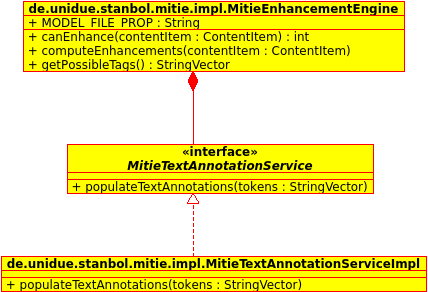 de.unidue.stanbol.mitie.impl.MitieEnhancementEngine
+ MODEL_FILE_PROP : String
+ canEnhance(contentItem : ContentItem) : int
+ computeEnhancements(contentItem : ContentItem)
+ getPossibleTags() : StringVector
«interface»
MitieTextAnnotationService
+ populateTextAnnotations(tokens : StringVector)
de.unidue.stanbol.mitie.impl.MitieTextAnnotationServiceImpl
+ populateTextAnnotations(tokens : StringVector)